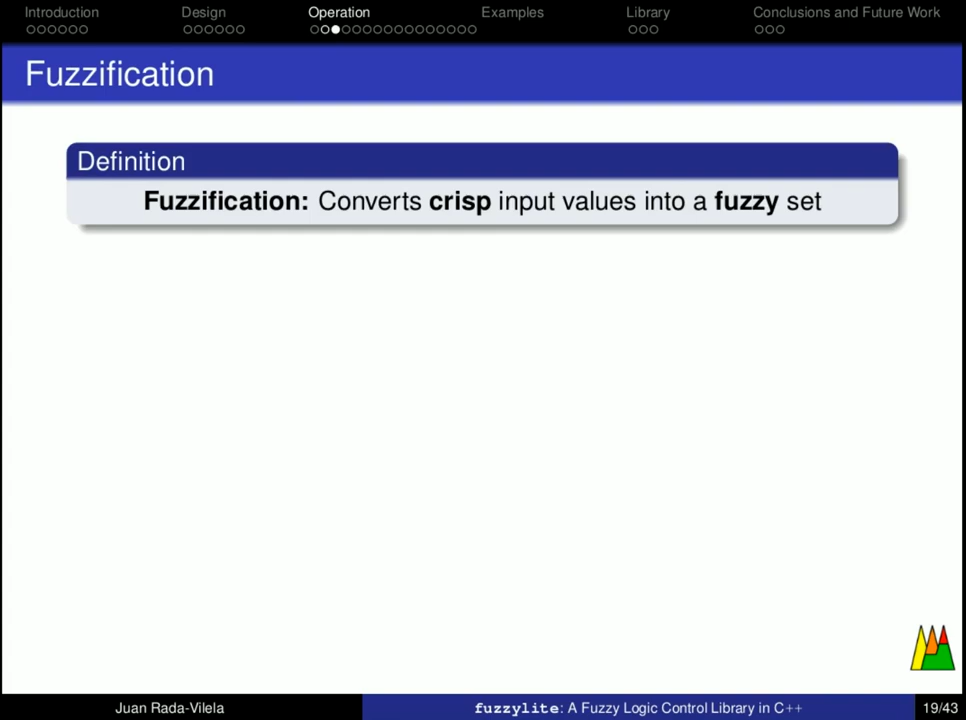 Introduction Design Operation Examples Library Conclusions and Future Work
Fuzzification
Definition
Fuzzification: Converts crisp input values into a fuzzy set
Juan Rada-Vilela fuzzylite: A Fuzzy Logic Control Library in C++ 19/43